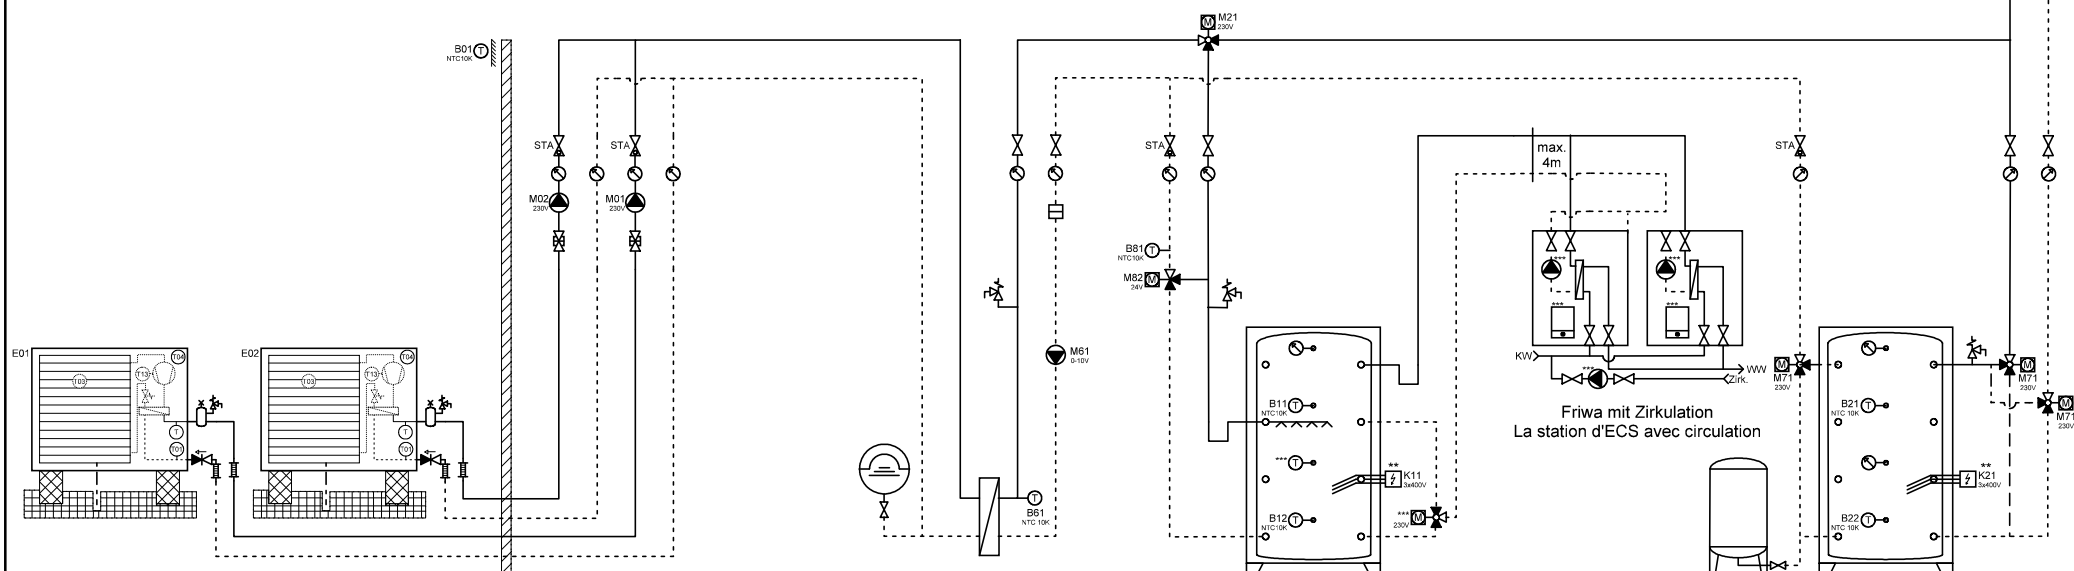 M21
230V
B01
T
NTC10K
STA
STA
STA
STA
max.
4m
M02
230V
M01
230V
B81
T
NTC10K
M82
24V
***
***
***
***
E01
T04
T03
T13
T
T01
E02
T04
T03
T13
T
T01
M61
0-10V
KW
WW
***
Zirk.
Friwa mit Zirkulation
La station d'ECS avec circulation
M71
230V
M71
230V
M71
230V
B11
T
NTC10K
***
T
**
K11
3x400V
B12
T
NTC10K
***
230V
M
B61
T
NTC 10K
B21
T
NTC 10K
**
K21
3x400V
B22
T
NTC 10K